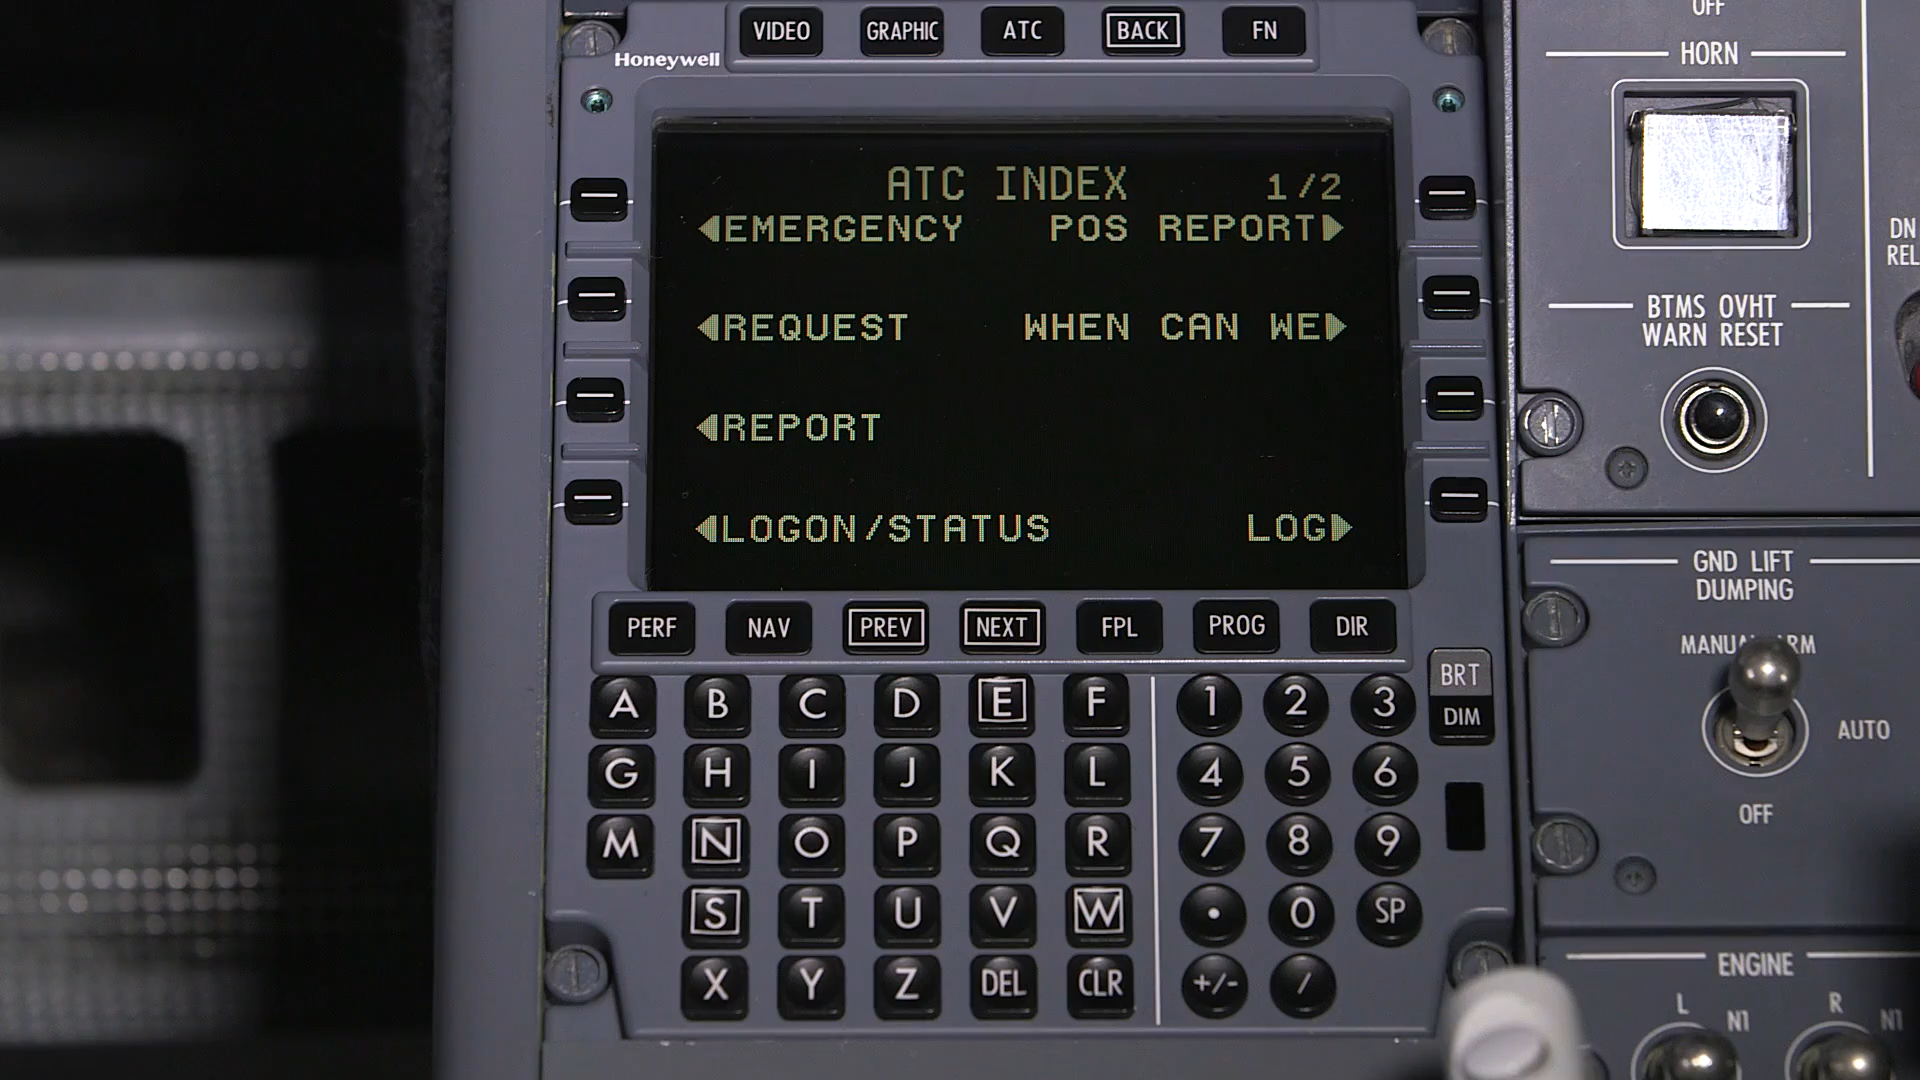 VIDEO GRAPHIC ATC BACK FN
Honeywell
ATC INDEX 1/2
EMERGENCY POS REPORT
REQUEST WHEN CAN WE
REPORT
LOGON/STATUS LOG
PERF NAV PREV NEXT FPL PROG DIR
BRT
DIM
A B C D E F 1 2 3
G H I J K L 4 5 6
M N O P Q R 7 8 9
S T U V W . 0 SP
X Y Z DEL CLR +/- /
OFF
HORN
DN
REL
BTMS OVHT
WARN RESET
GND LIFT
DUMPING
MANUAL ARM
AUTO
OFF
ENGINE
L N1 R N1